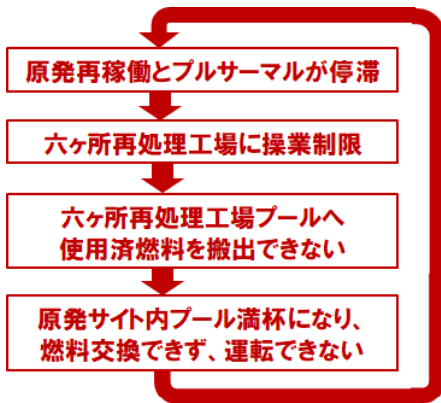 原発再稼働とプルサーマルが停滞
六ヶ所再処理工場に操業制限
六ヶ所再処理工場プールへ
使用済燃料を搬出できない
原発サイト内プール満杯になり、
燃料交換できず、運転できない